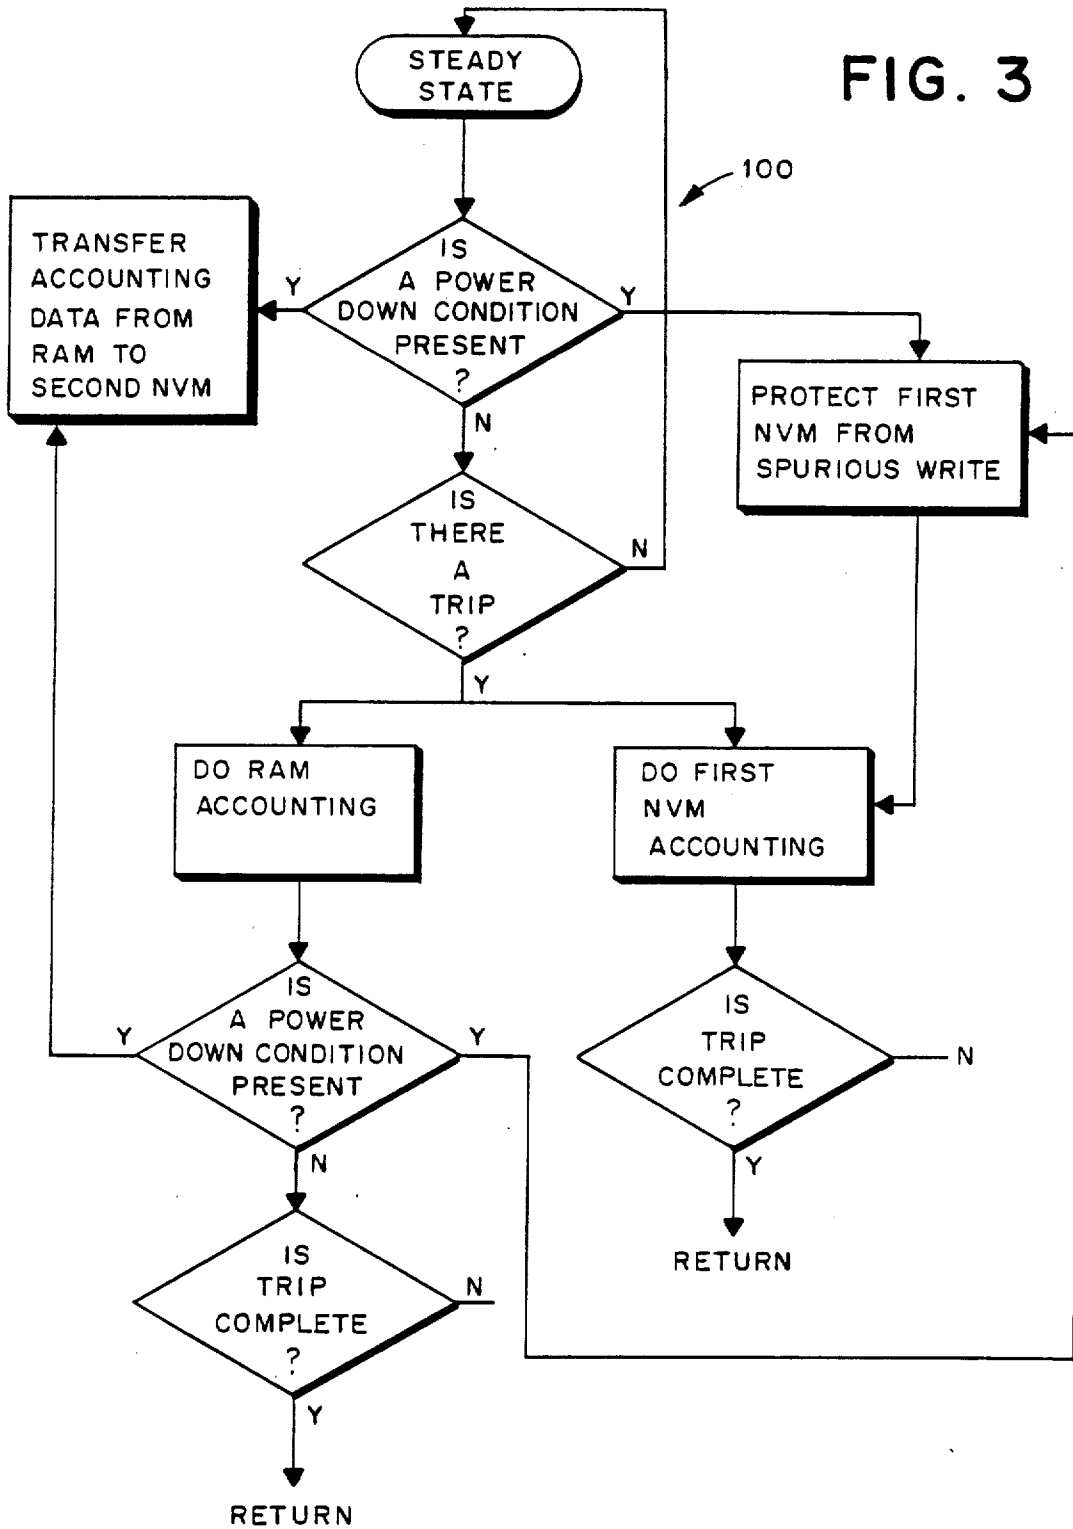 FIG. 3
STEADY
STATE
100
IS
A POWER
DOWN CONDITION
PRESENT
?
Y
Y
N
TRANSFER
ACCOUNTING
DATA FROM
RAM TO
SECOND NVM
PROTECT FIRST
NVM FROM
SPURIOUS WRITE
IS
THERE
A
TRIP
?
N
Y
DO RAM
ACCOUNTING
DO FIRST
NVM
ACCOUNTING
IS
A POWER
DOWN CONDITION
PRESENT
?
Y
Y
N
IS
TRIP
COMPLETE
?
N
Y
RETURN
IS
TRIP
COMPLETE
?
N
Y
RETURN